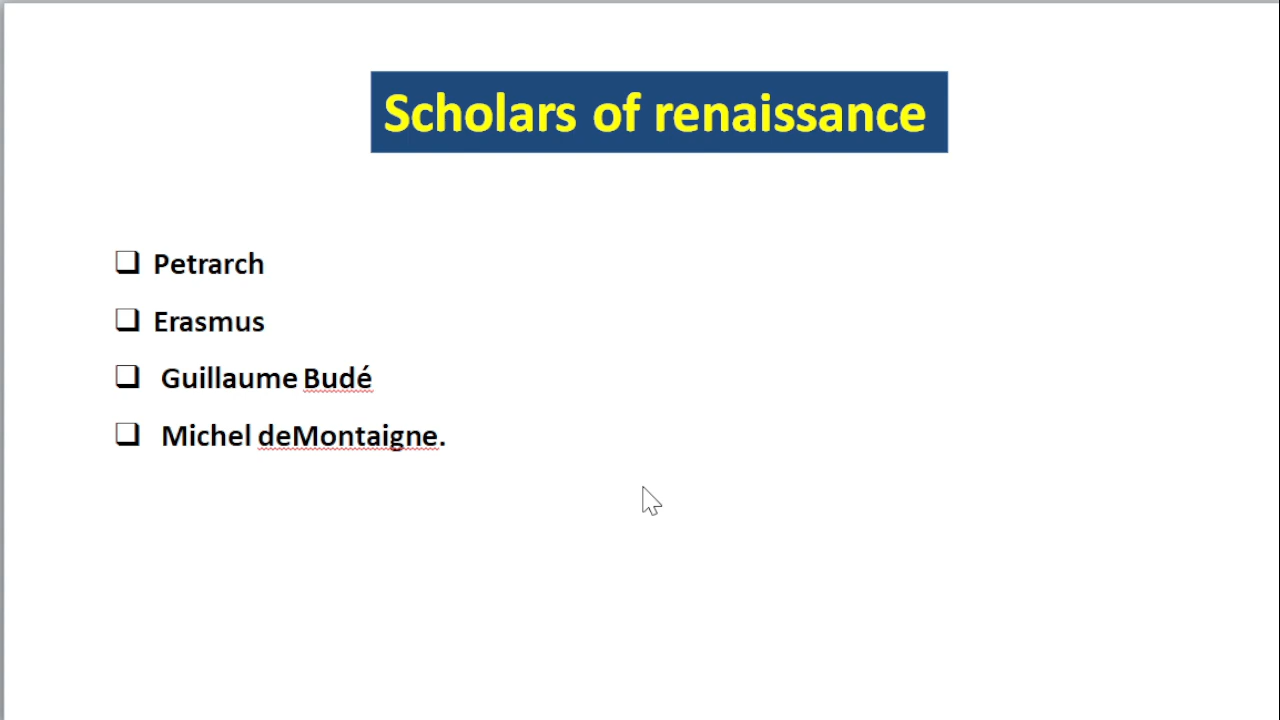 Scholars of renaissance
Petrarch
Erasmus
Guillaume Budé
Michel deMontaigne.